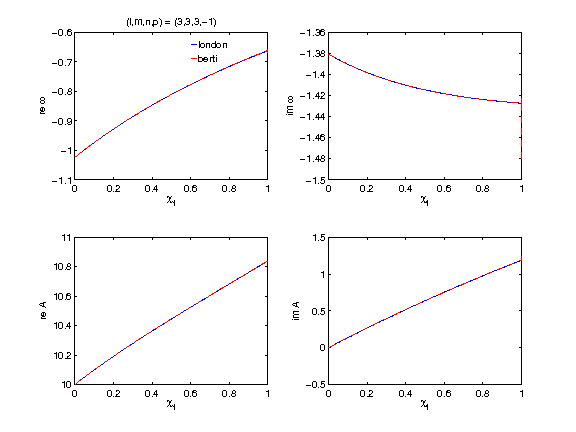 (l,m,n,p) = (3,3,3,−1)
london
berti
re ω
−0.6
−0.7
−0.8
−0.9
−1
−1.1
0 0.2 0.4 0.6 0.8 1
χf
im ω
−1.36
−1.38
−1.4
−1.42
−1.44
−1.46
−1.48
−1.5
0 0.2 0.4 0.6 0.8 1
χf
re A
11
10.8
10.6
10.4
10.2
10
0 0.2 0.4 0.6 0.8 1
χf
im A
1.5
1
0.5
0
−0.5
0 0.2 0.4 0.6 0.8 1
χf